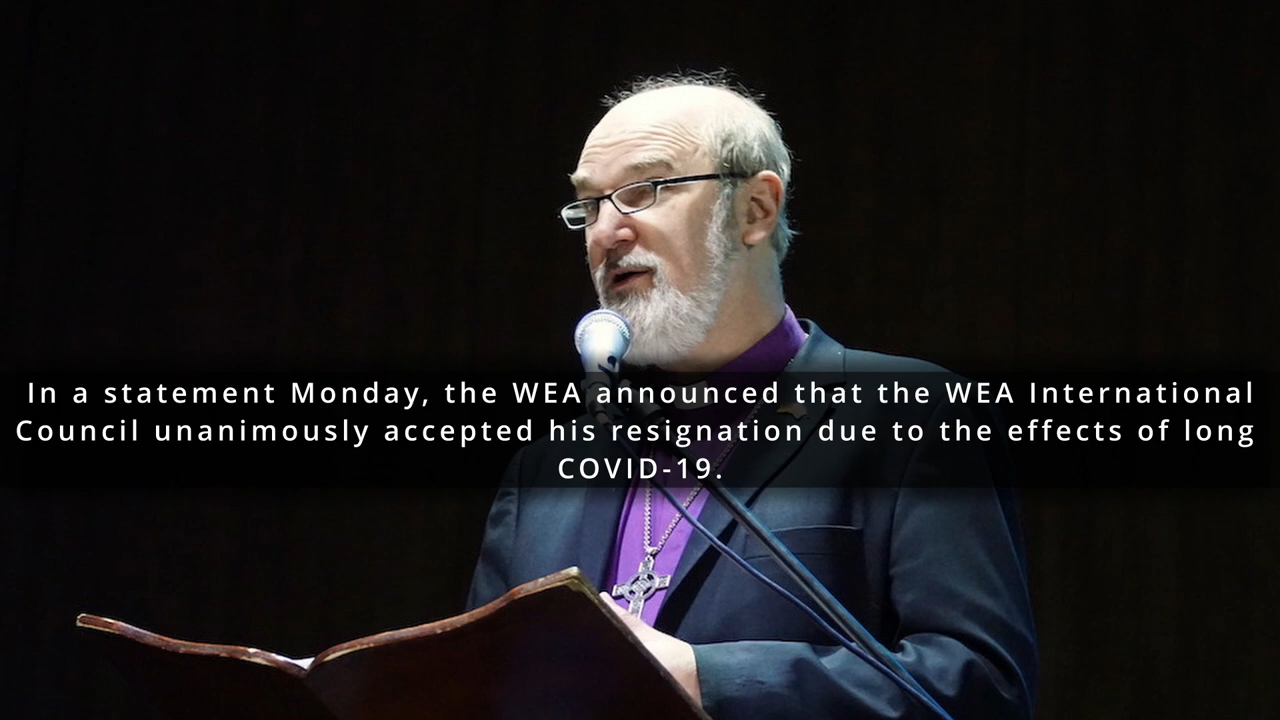 In a statement Monday, the WEA announced that the WEA International
Council unanimously accepted his resignation due to the effects of long
COVID-19.